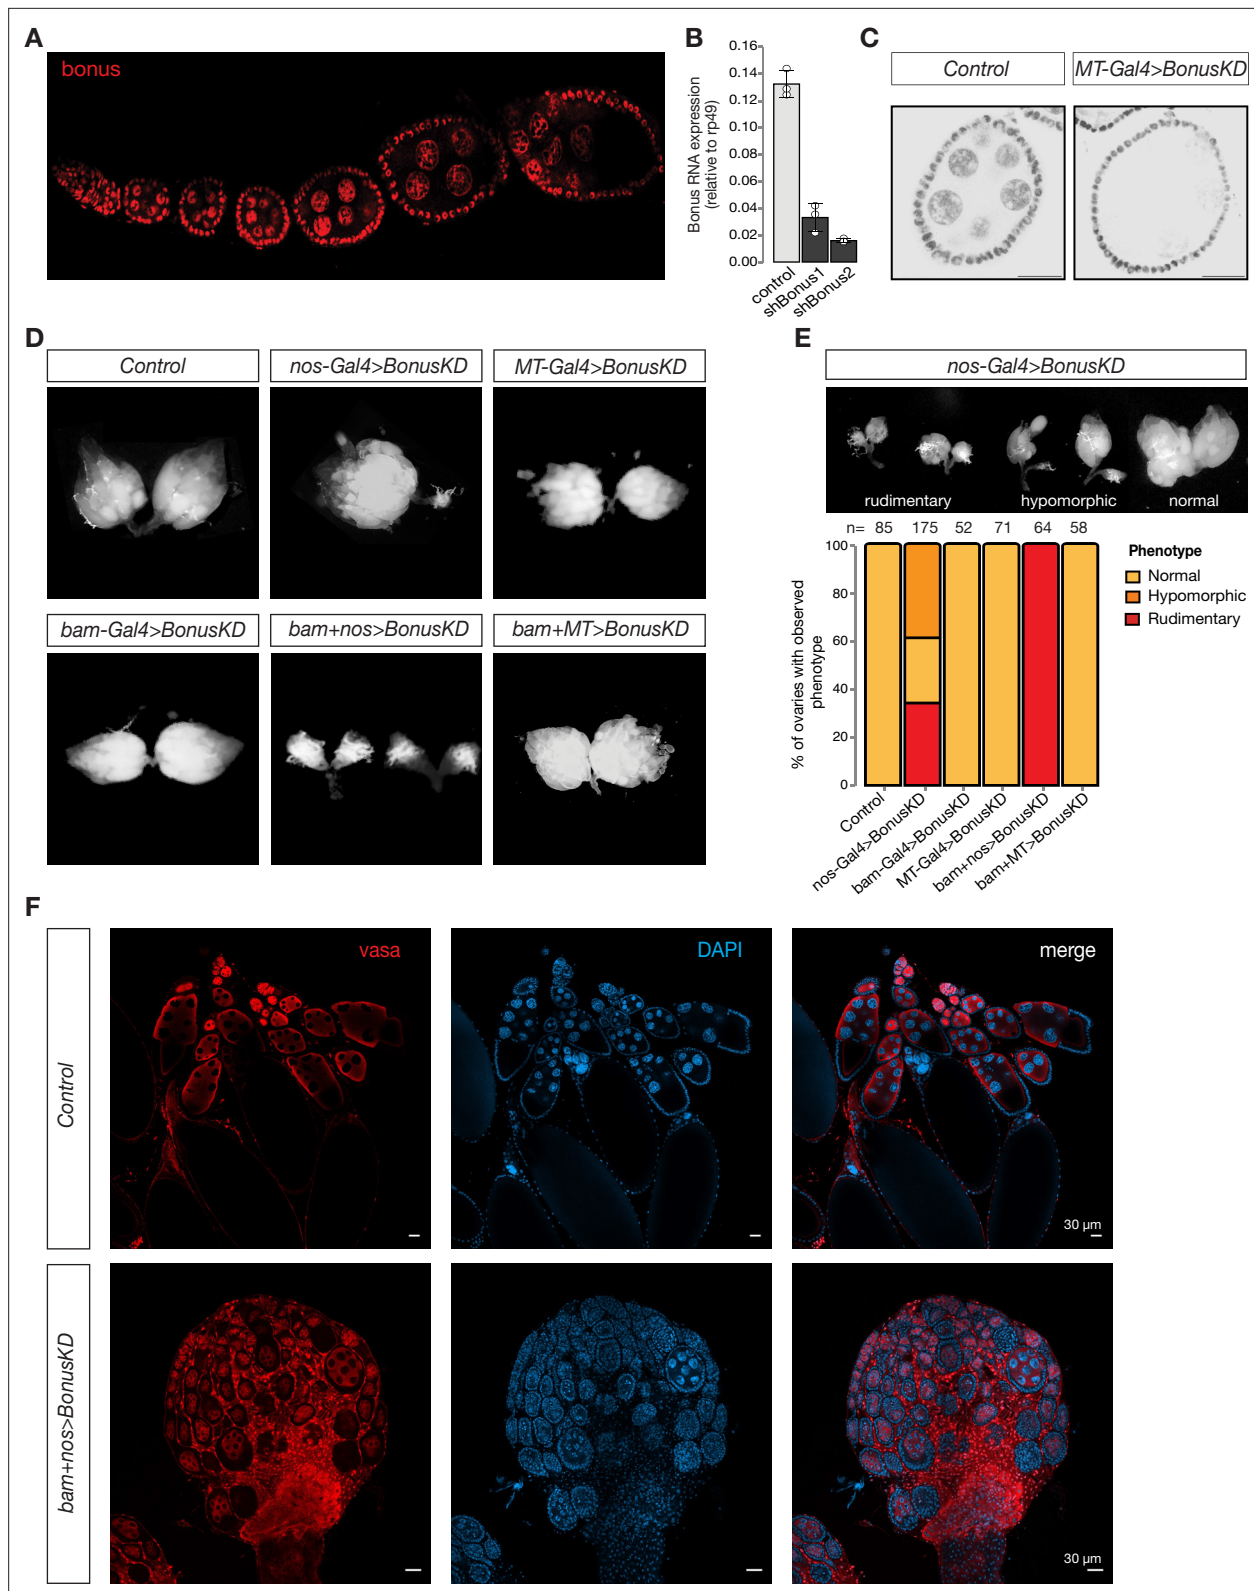 A
bonus
B
Bonus RNA expression
(relative to rp49)
0.16
0.14
0.12
0.10
0.08
0.06
0.04
0.02
0.00
control
shBonus1
shBonus2
C
Control
MT-Gal4>BonusKD
D
Control
nos-Gal4>BonusKD
MT-Gal4>BonusKD
bam-Gal4>BonusKD
bam+nos>BonusKD
bam+MT>BonusKD
E
nos-Gal4>BonusKD
rudimentary
hypomorphic
normal
n= 85 175 52 71 64 58
% of ovaries with observed
phenotype
100
80
60
40
20
0
Control
nos-Gal4>BonusKD
bam-Gal4>BonusKD
MT-Gal4>BonusKD
bam+nos>BonusKD
bam+MT>BonusKD
Phenotype
Normal
Hypomorphic
Rudimentary
F
Control
vasa
DAPI
merge
30 µm
bam+nos>BonusKD
30 µm